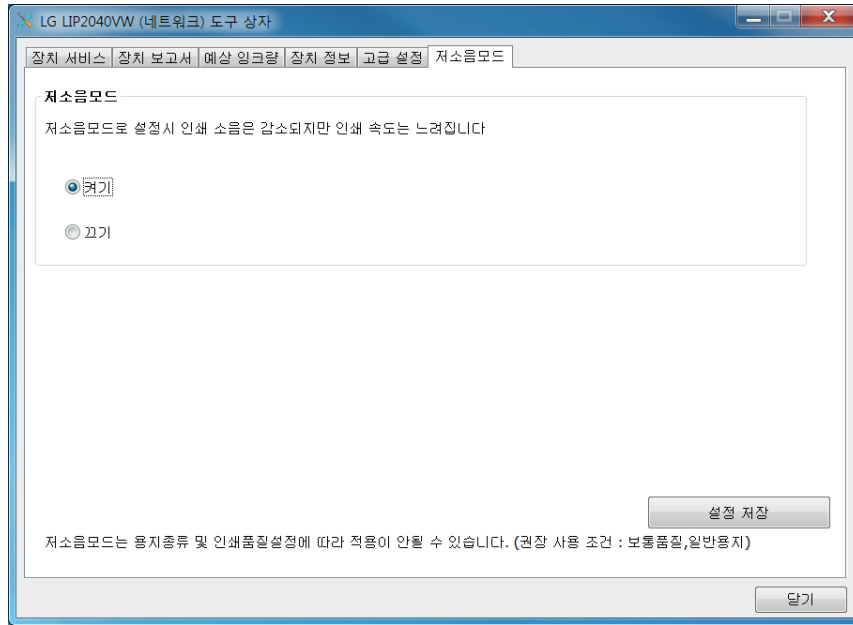 LG LIP2040VW (네트워크) 도구 상자
장치 서비스 장치 보고서 예상 잉크량 장치 정보 고급 설정 저소음모드
저소음모드
저소음모드로 설정시 인쇄 소음은 감소되지만 인쇄 속도는 느려집니다
켜기
끄기
설정 저장
저소음모드는 용지종류 및 인쇄품질설정에 따라 적용이 안될 수 있습니다. (권장 사용 조건 : 보통품질,일반용지)
닫기